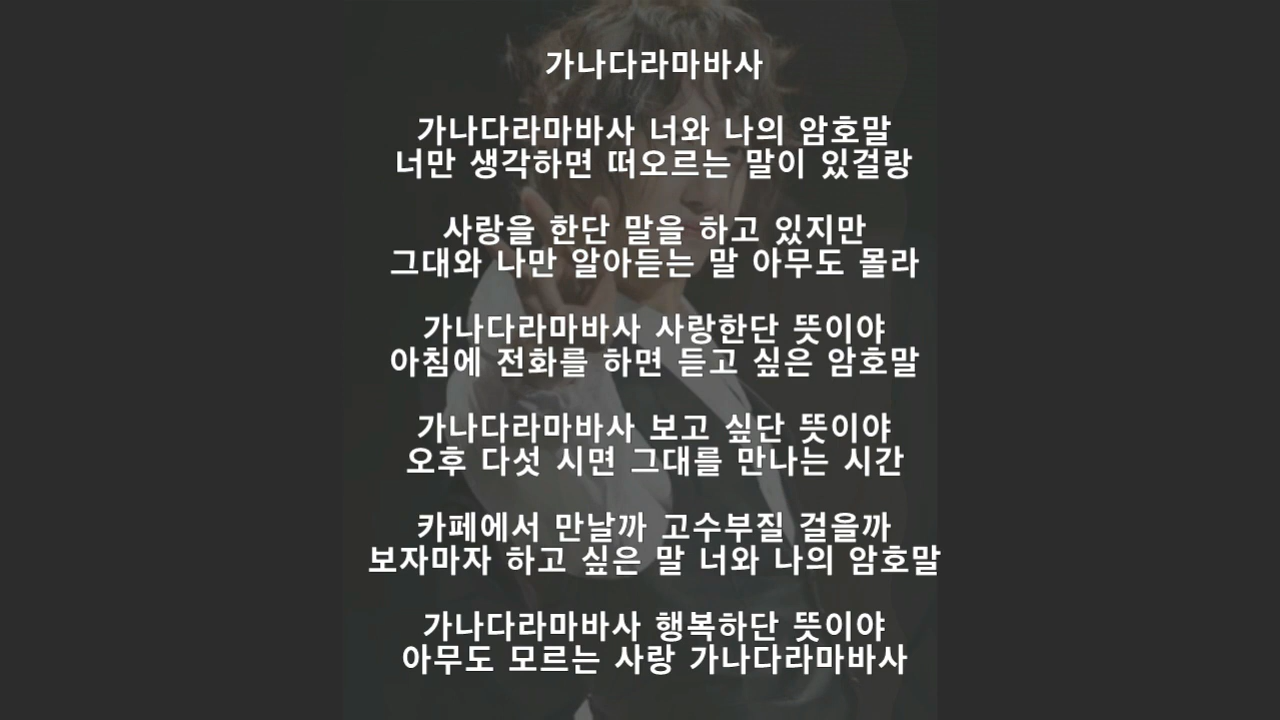 가나다라마바사
가나다라마바사 너와 나의 암호말
너만 생각하면 떠오르는 말이 있걸랑
사랑을 한단 말을 하고 있지만
그대와 나만 알아듣는 말 아무도 몰라
가나다라마바사 사랑한단 뜻이야
아침에 전화를 하면 듣고 싶은 암호말
가나다라마바사 보고 싶단 뜻이야
오후 다섯 시면 그대를 만나는 시간
카페에서 만날까 고수부질 걸을까
보자마자 하고 싶은 말 너와 나의 암호말
가나다라마바사 행복하단 뜻이야
아무도 모르는 사랑 가나다라마바사